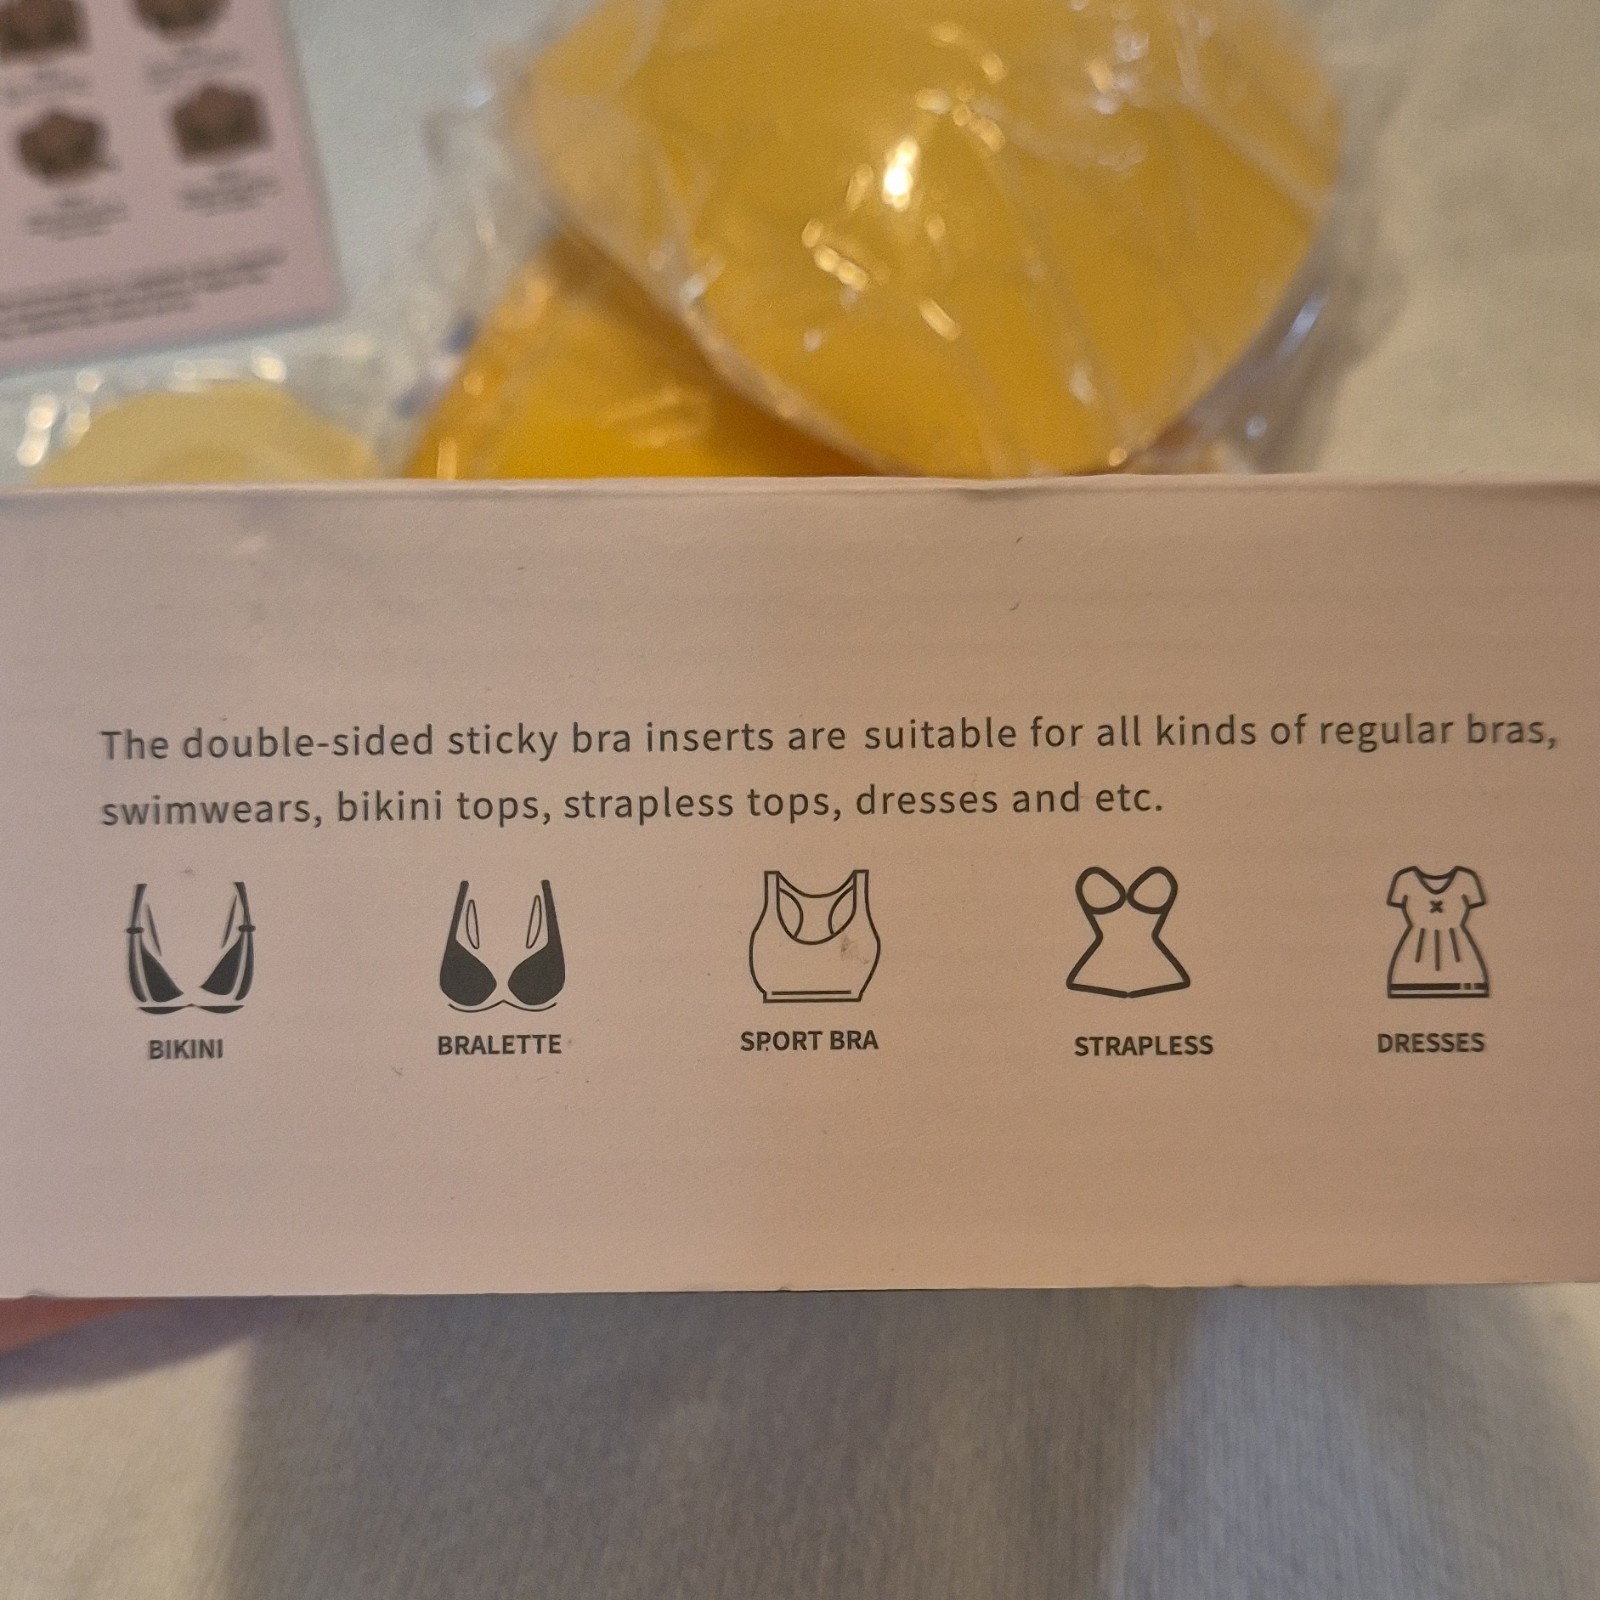 The double-sided sticky bra inserts are suitable for all kinds of regular bras,
swimwears, bikini tops, strapless tops, dresses and etc.
BIKINI
BRALETTE
SPORT BRA
STRAPLESS
DRESSES